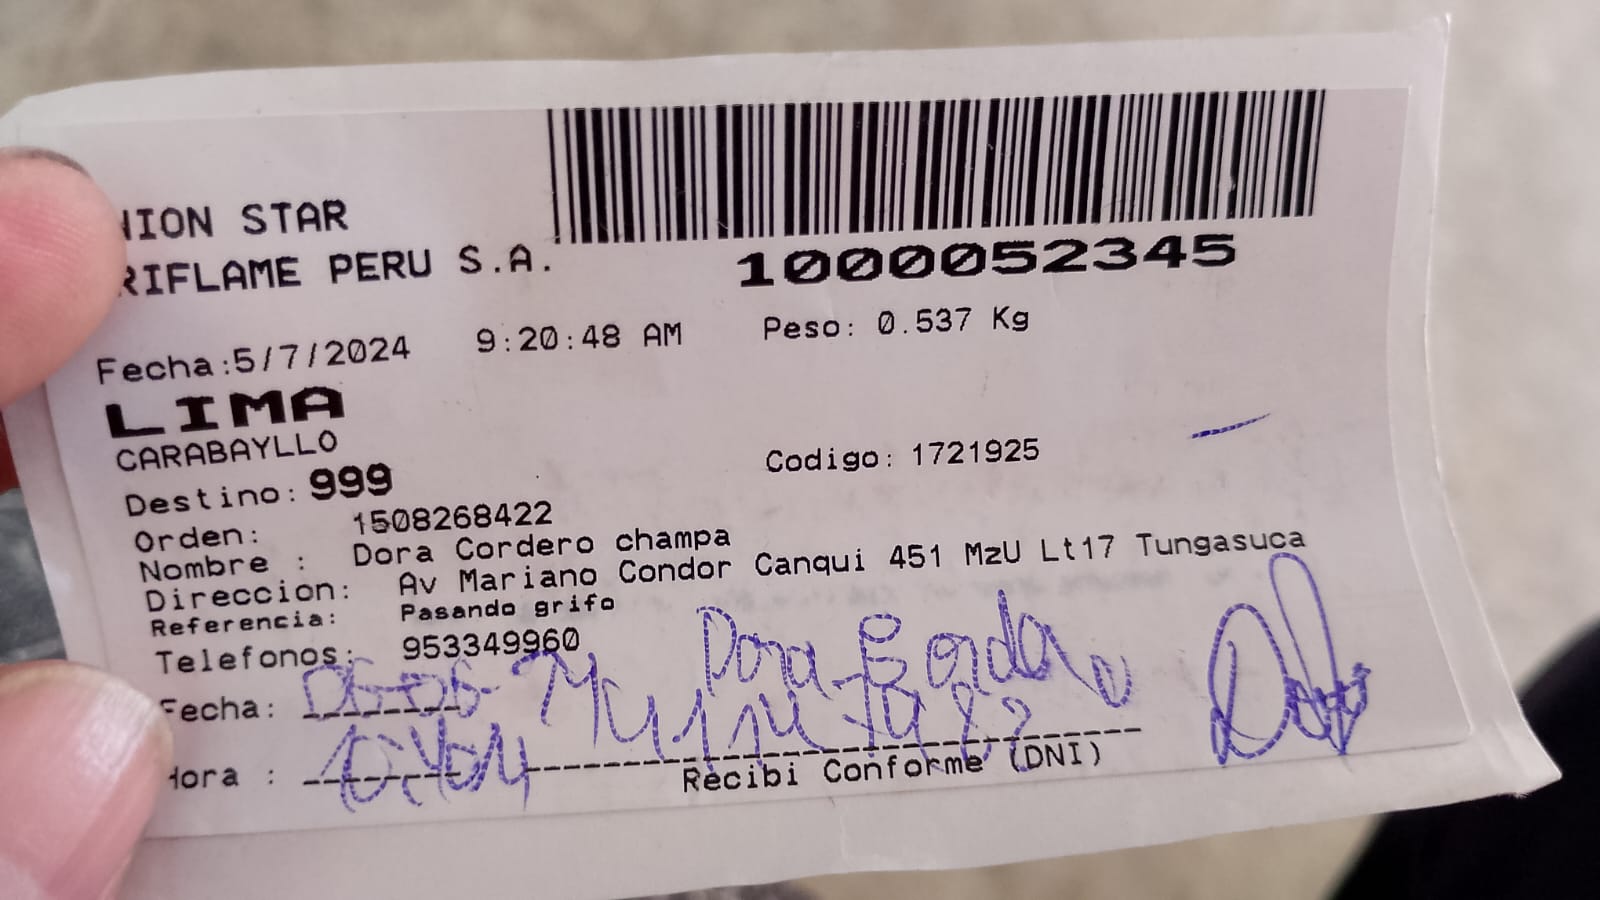 NION STAR
RIFLAME PERU S.A.
1000052345
Fecha:5/7/2024 9:20:48 AM Peso: 0.537 Kg
LIMA
CARABAYLLO
Destino: 999 Codigo: 1721925
Orden: 1508268422
Nombre : Dora Cordero champa
Direccion: Av Mariano Condor Canqui 451 MzU Lt17 Tungasuca
Referencia: Pasando grifo
Telefonos: 953349960
Dora
Fecha:
Hora :
Recibi Conforme (DNI)